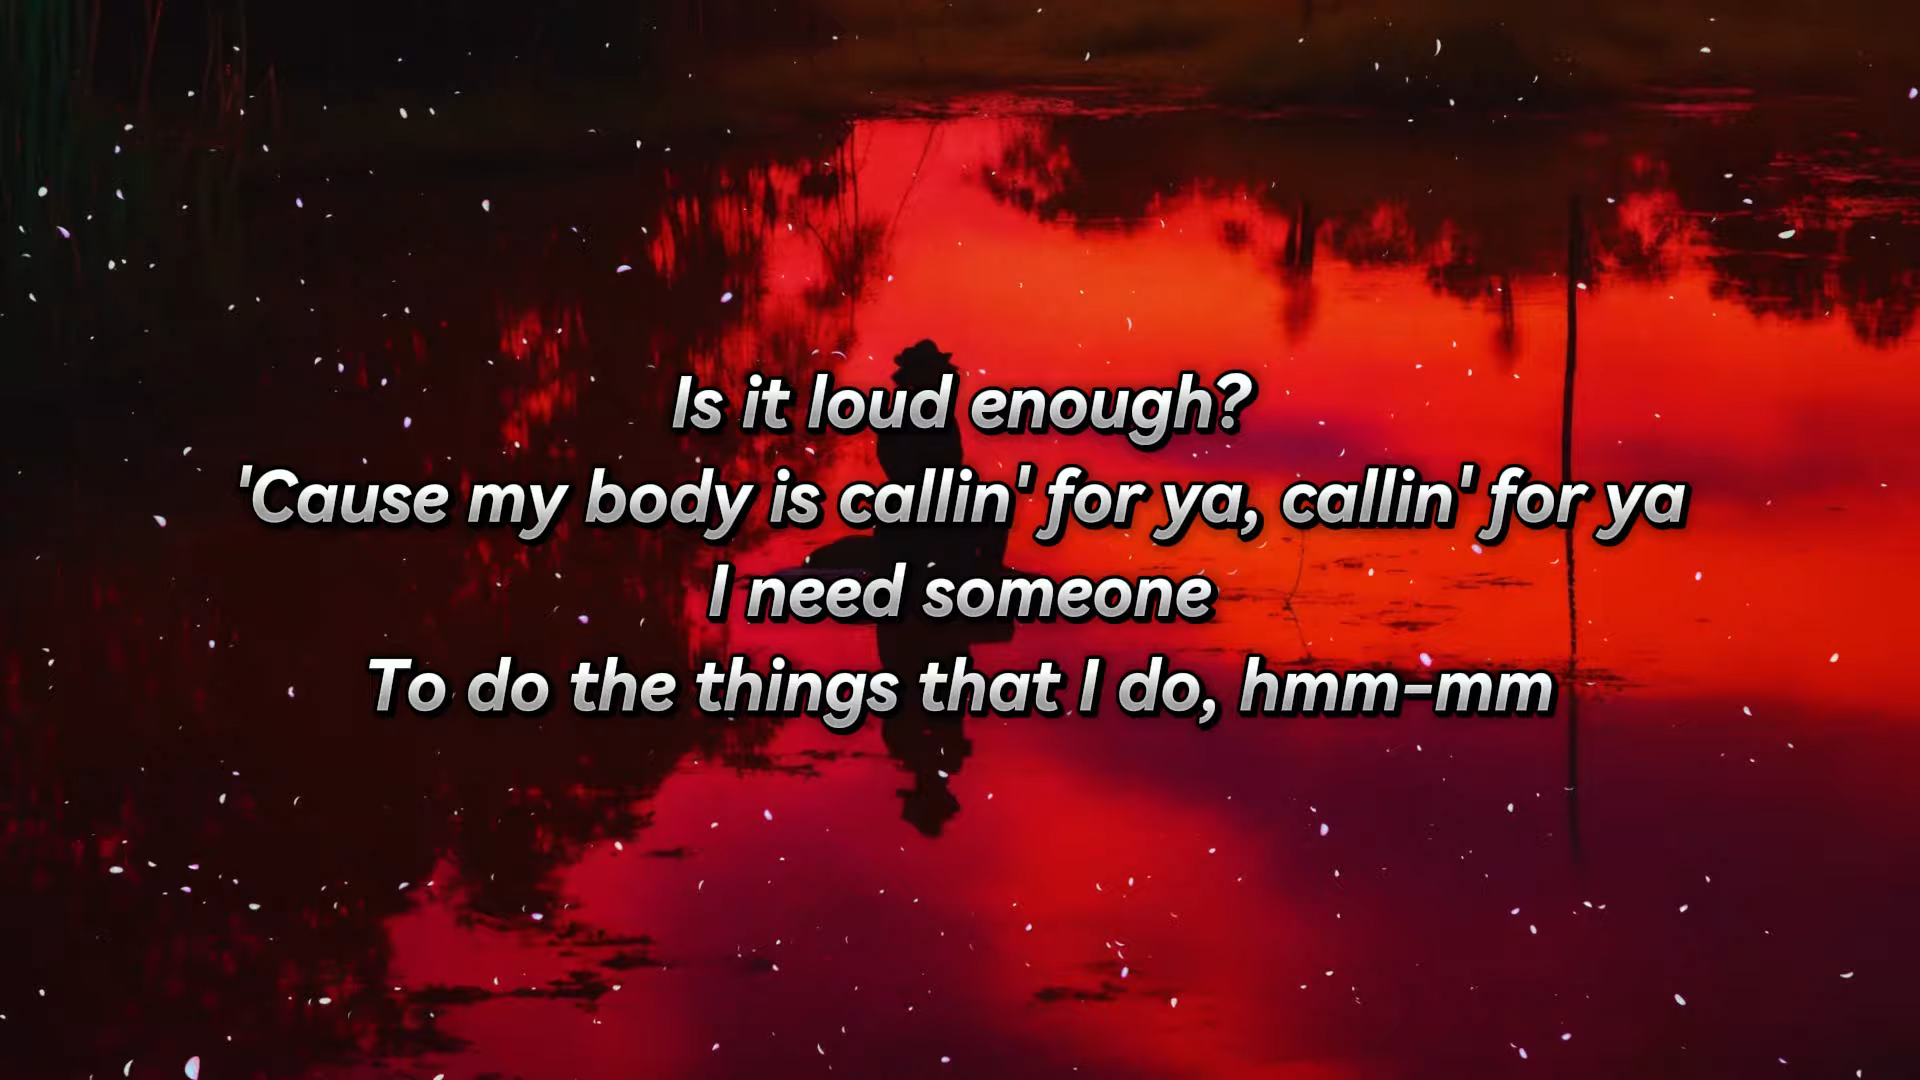 Is it loud enough?
'Cause my body is callin' for ya, callin' for ya
I need someone
To do the things that I do, hmm-mm